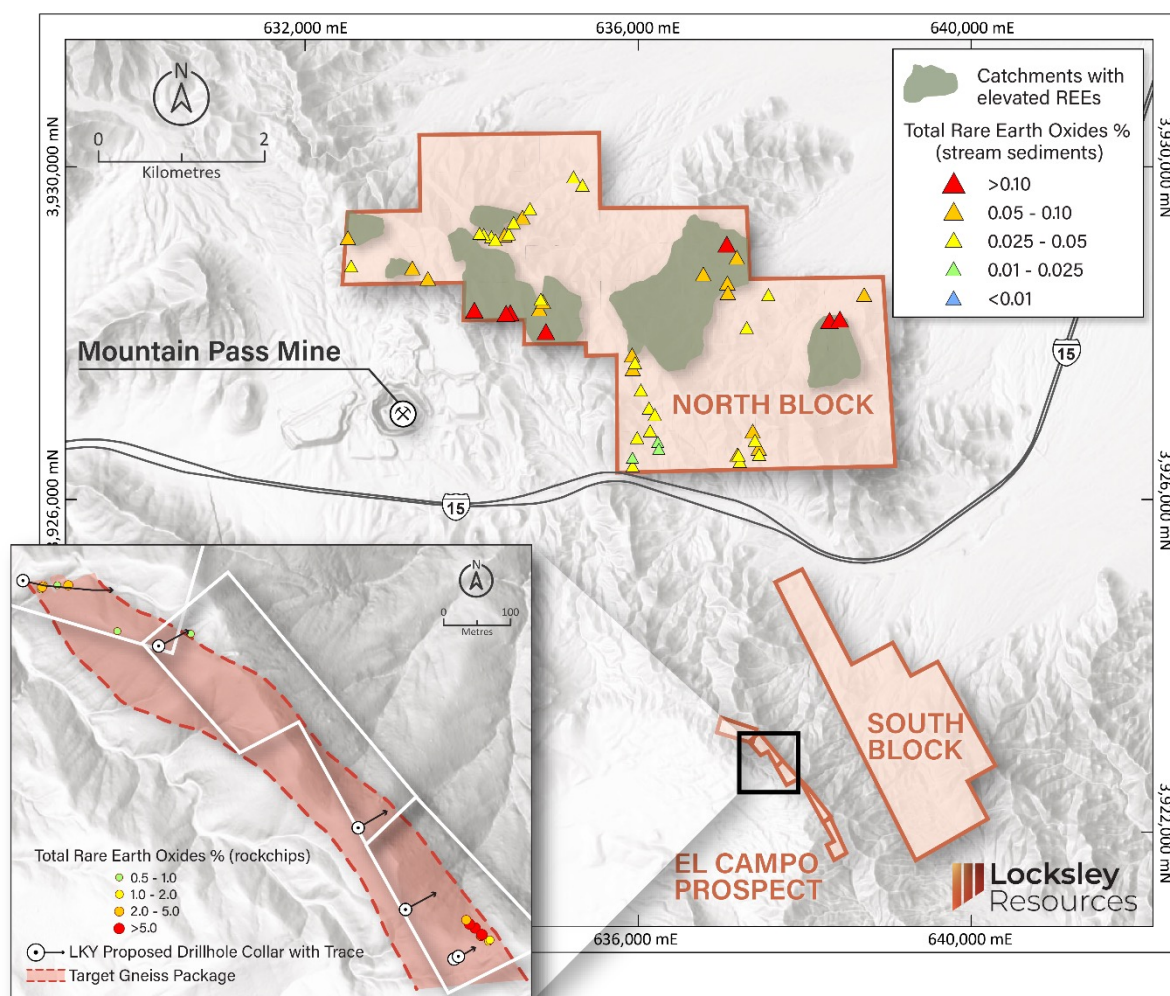 632,000 mE
636,000 mE
640,000 mE
N
0
2
Kilometres
3,930,000 mN
3,930,000 mN
Catchments with
elevated REEs
Total Rare Earth Oxides %
(stream sediments)
>0.10
0.05 - 0.10
0.025 - 0.05
0.01 - 0.025
<0.01
15
Mountain Pass Mine
NORTH BLOCK
3,926,000 mN
3,926,000 mN
15
N
0
100
Metres
SOUTH
BLOCK
3,922,000 mN
EL CAMPO
PROSPECT
Total Rare Earth Oxides % (rockchips)
0.5 - 1.0
1.0 - 2.0
2.0 - 5.0
>5.0
LKY Proposed Drillhole Collar with Trace
Target Gneiss Package
Locksley
Resources
636,000 mE
640,000 mE